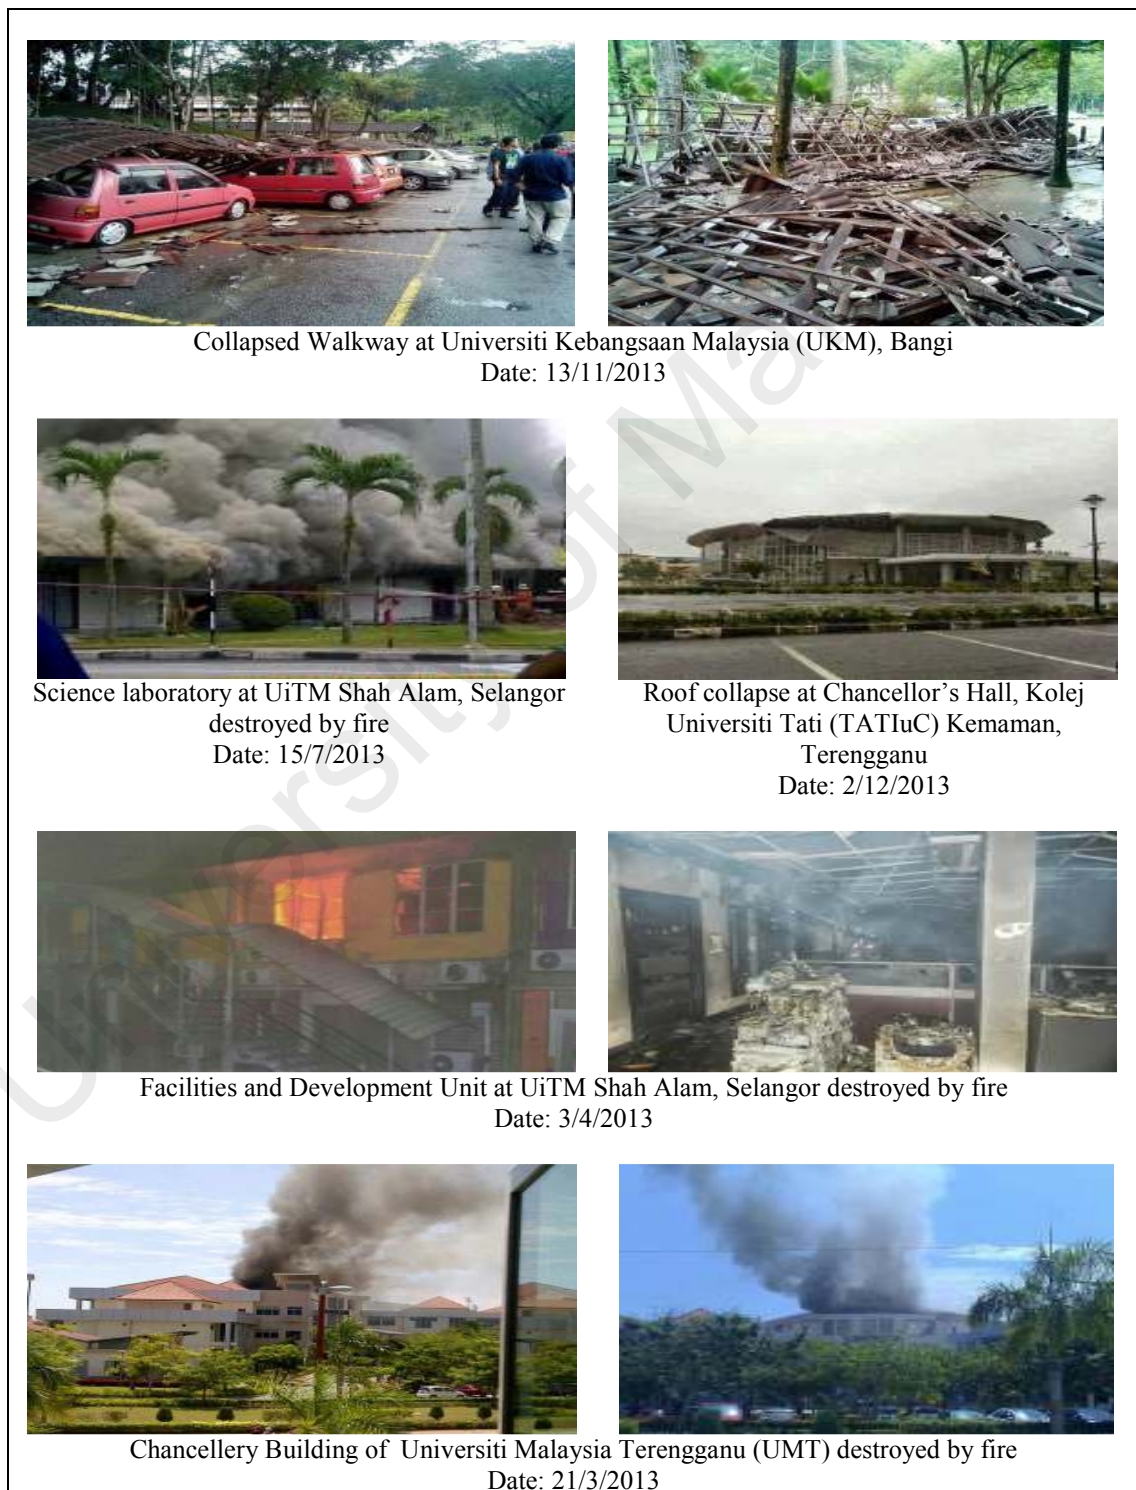 Collapsed Walkway at Universiti Kebangsaan Malaysia (UKM), Bangi
Date: 13/11/2013
Science laboratory at UiTM Shah Alam, Selangor
destroyed by fire
Date: 15/7/2013
Roof collapse at Chancellor’s Hall, Kolej
Universiti Tati (TATIuC) Kemaman,
Terengganu
Date: 2/12/2013
Facilities and Development Unit at UiTM Shah Alam, Selangor destroyed by fire
Date: 3/4/2013
Chancellery Building of  Universiti Malaysia Terengganu (UMT) destroyed by fire
Date: 21/3/2013
University of Ma